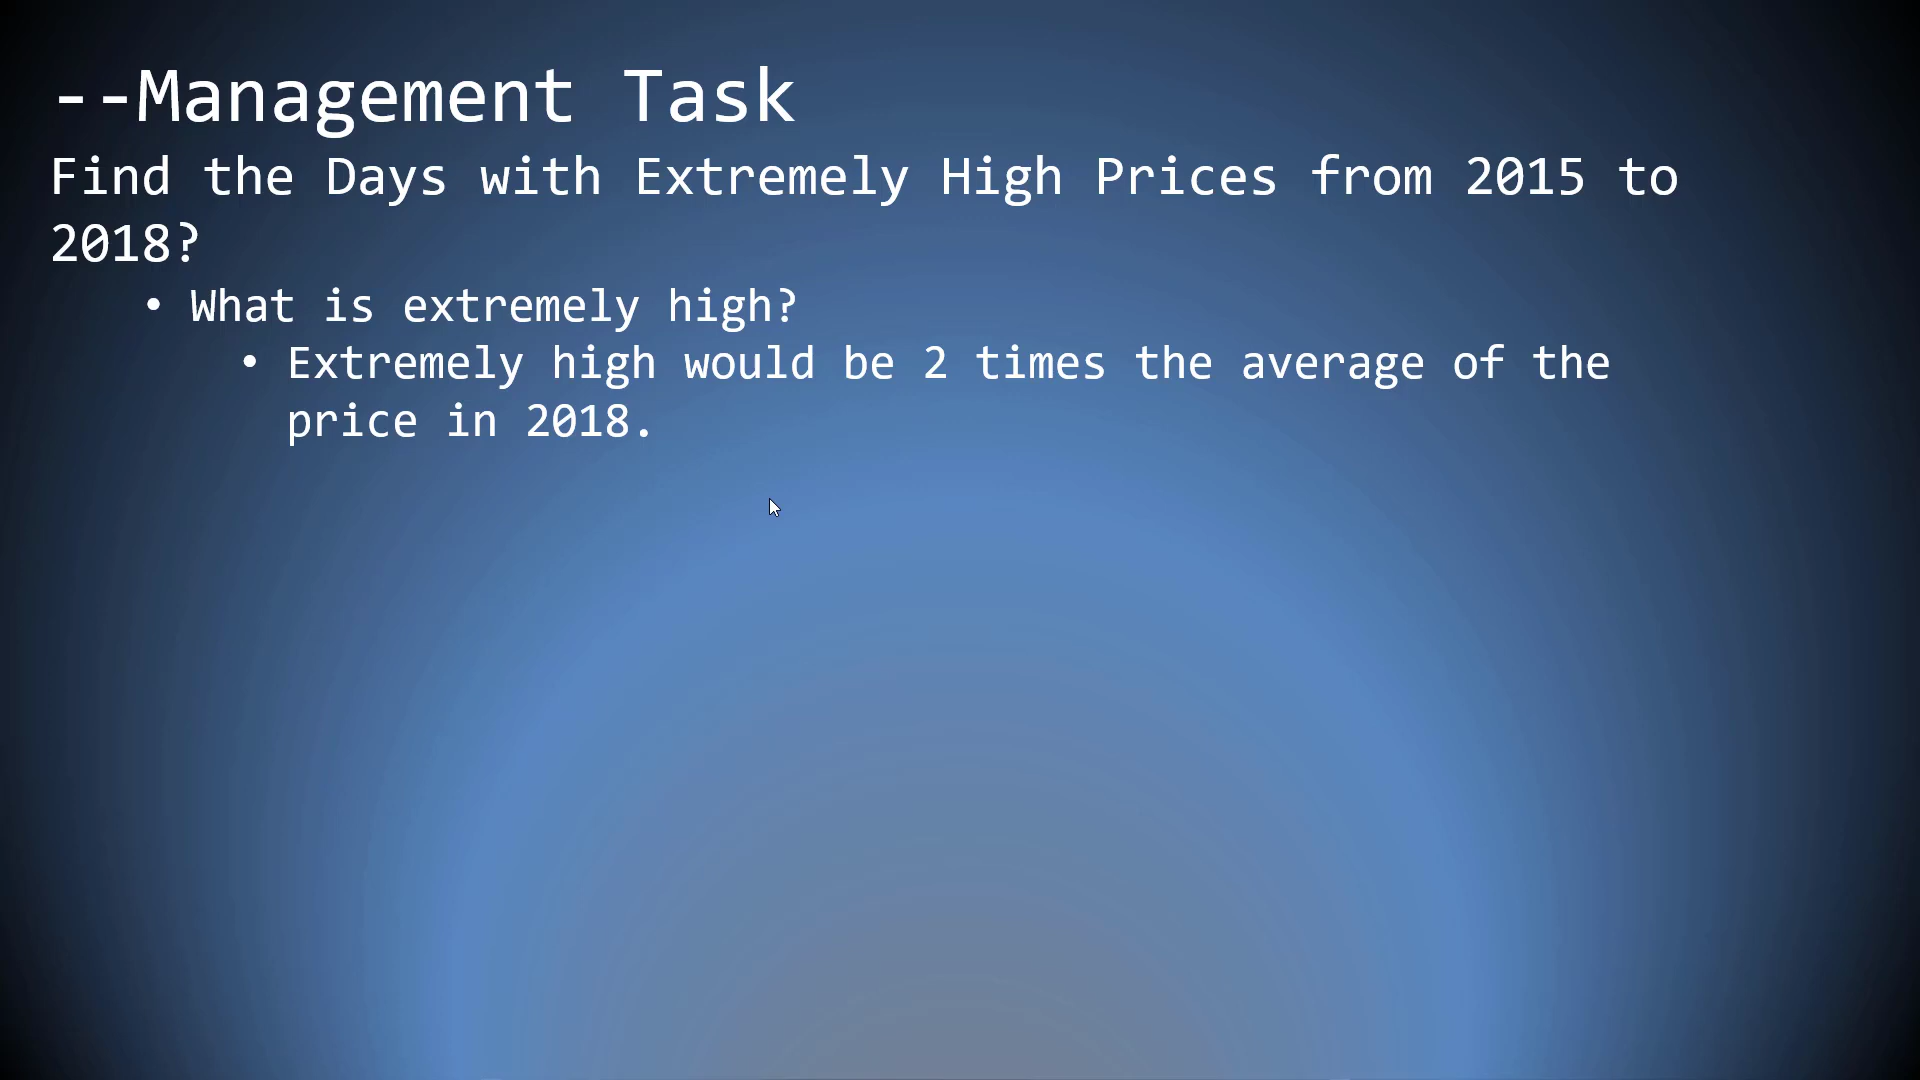 --Management Task
Find the Days with Extremely High Prices from 2015 to
2018?
• What is extremely high?
• Extremely high would be 2 times the average of the
price in 2018.